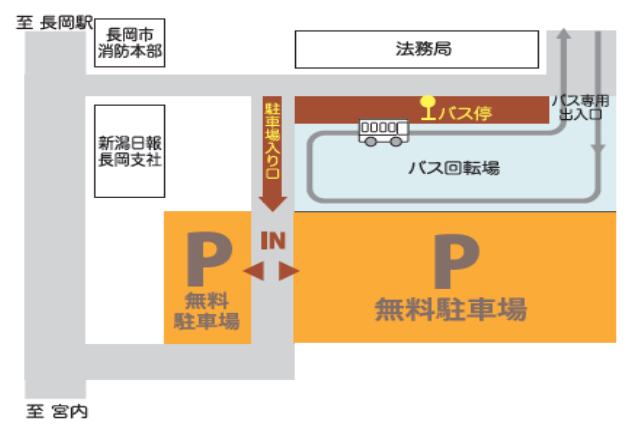 至 長岡駅
長岡市
消防本部
法務局
バス停
バス専用
出入口
駐車場入り口
新潟日報
長岡支社
バス回転場
P
無料
駐車場
IN
P
無料駐車場
至 宮内